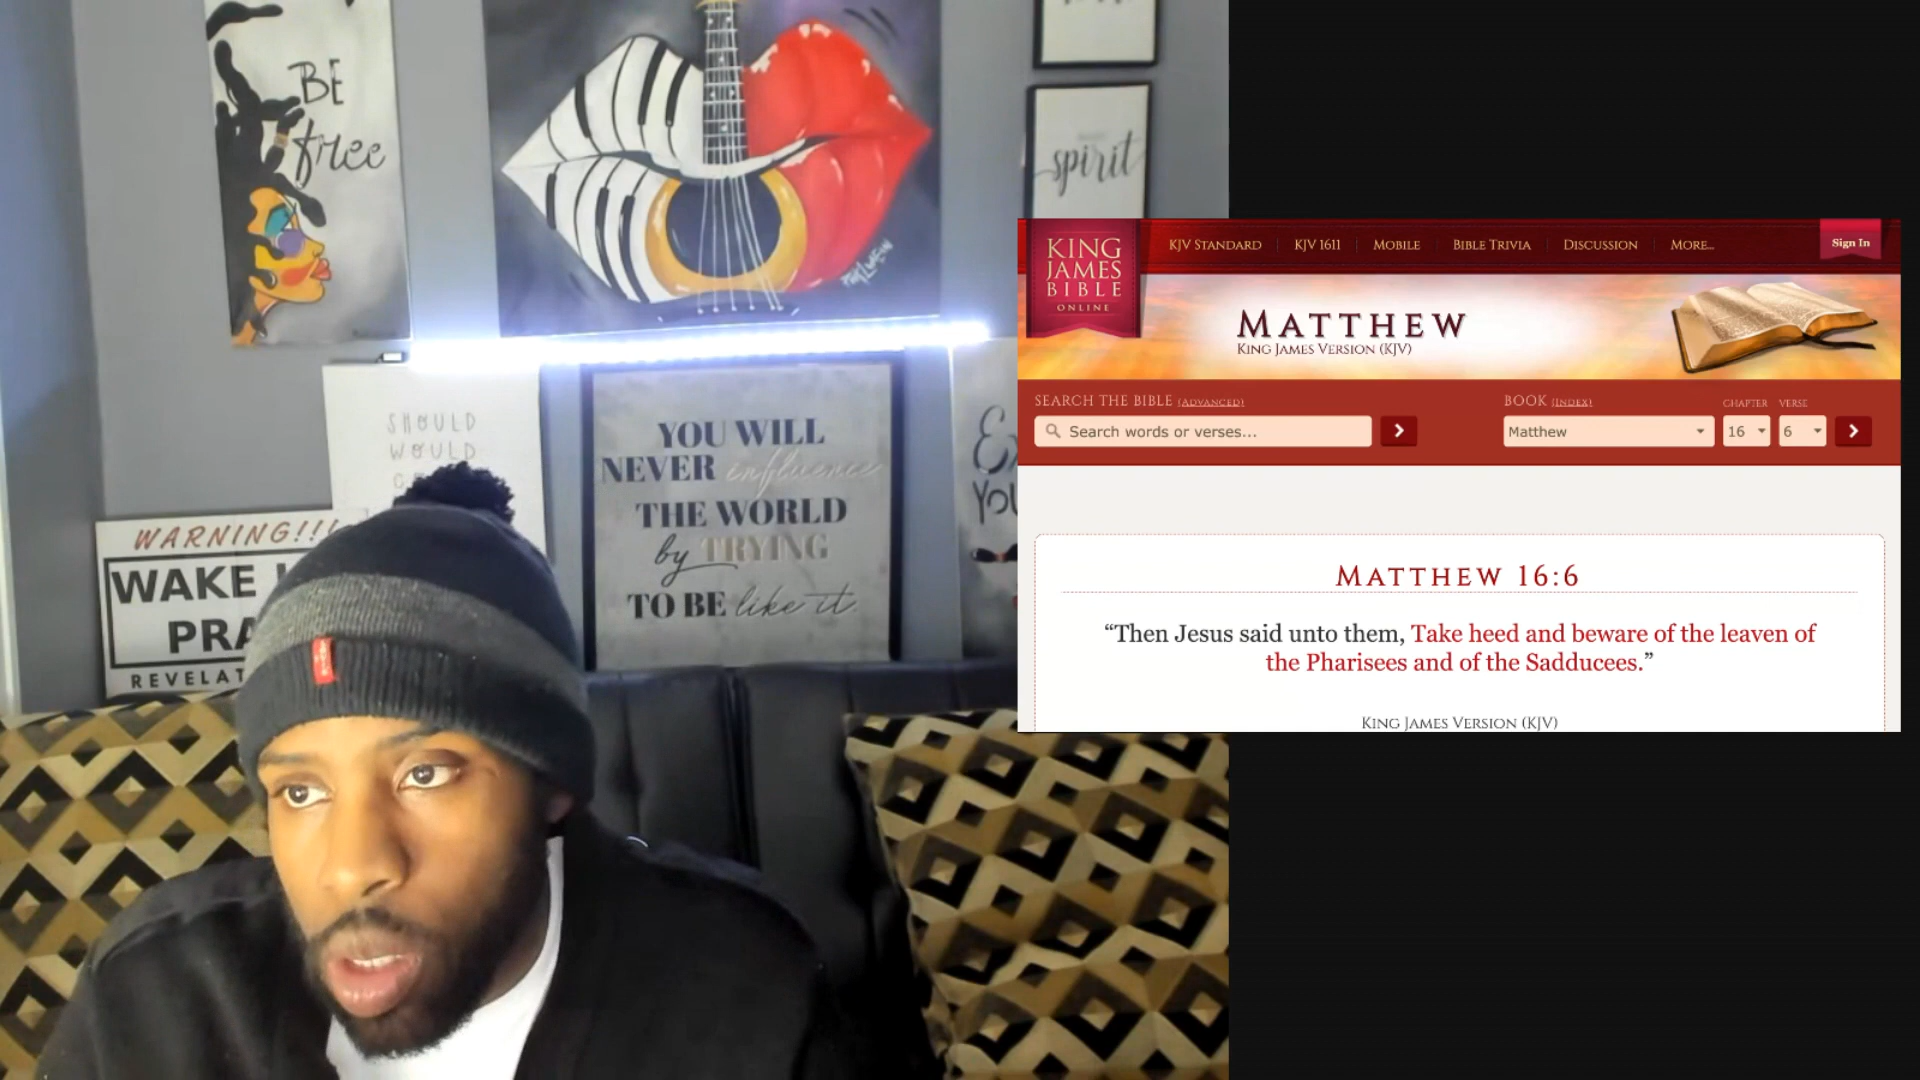 BE
free
spirit
SHOULD
WOULD
YOU WILL
NEVER influence
THE WORLD
by TRYING
TO BE like it.
WARNING!!!
WAKE
KING
JAMES
BIBLE
ONLINE
KJV STANDARD
KJV 1611
MOBILE
BIBLE TRIVIA
DISCUSSION
MORE...
Sign In
MATTHEW
KING JAMES VERSION (KJV)
SEARCH THE BIBLE (ADVANCED)
Search words or verses...
BOOK (INDEX)
CHAPTER
VERSE
Matthew
16
6
MATTHEW 16:6
“Then Jesus said unto them, Take heed and beware of the leaven of
the Pharisees and of the Sadducees.”
KING JAMES VERSION (KJV)